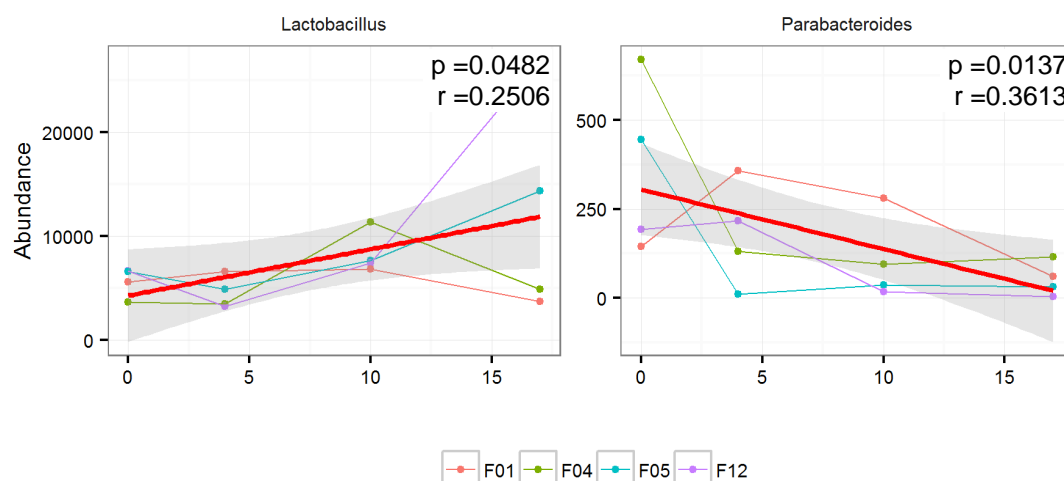 Lactobacillus
Parabacteroides
p =0.0482
r =0.2506
p =0.0137
r =0.3613
Abundance
20000
10000
0
500
250
0
0 5 10 15
0 5 10 15
F01 F04 F05 F12